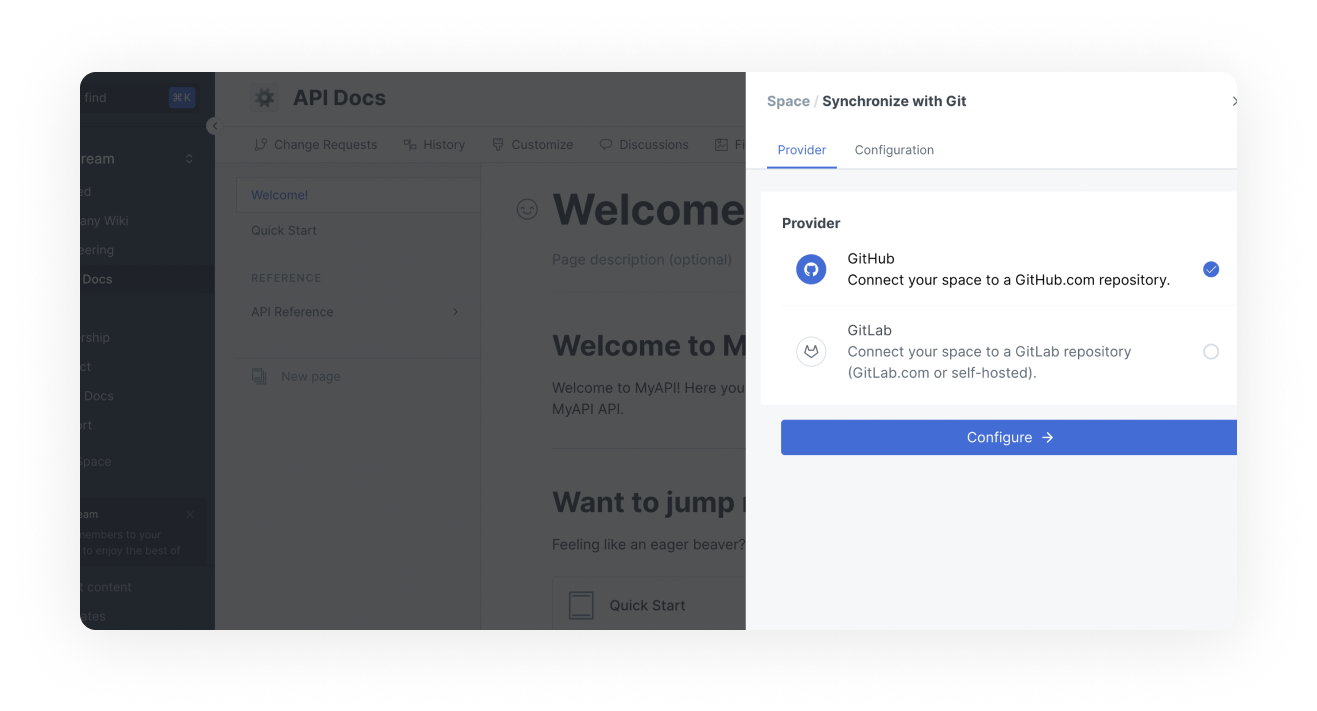 find
⌘K
ream
ed
any Wiki
eering
Docs
rship
ct
Docs
ort
Space
eam
members to your
to enjoy the best of
t content
ates
API Docs
Change Requests
History
Customize
Discussions
Fi
Welcome!
Quick Start
REFERENCE
API Reference
New page
Welcome
Page description (optional)
Welcome to M
Welcome to MyAPI! Here you
MyAPI API.
Want to jump
Feeling like an eager beaver?
Quick Start
Space / Synchronize with Git
Provider
Configuration
Provider
GitHub
Connect your space to a GitHub.com repository.
GitLab
Connect your space to a GitLab repository
(GitLab.com or self-hosted).
Configure →